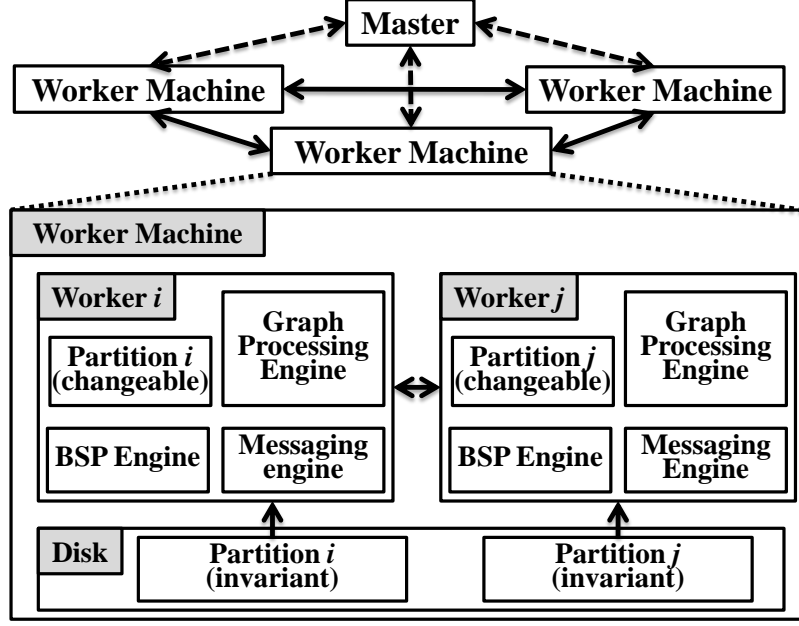 Master
Worker Machine
Worker Machine
Worker Machine
Worker Machine
Worker i
Graph
Processing
Engine
Partition i
(changeable)
BSP Engine
Messaging
engine
Worker j
Graph
Processing
Engine
Partition j
(changeable)
BSP Engine
Messaging
Engine
Disk
Partition i
(invariant)
Partition j
(invariant)